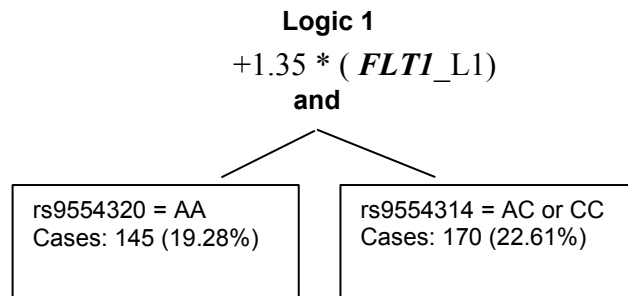 Logic 1
+1.35 * ( FLT1_L1)
and
rs9554320 = AA
Cases: 145 (19.28%)
rs9554314 = AC or CC
Cases: 170 (22.61%)